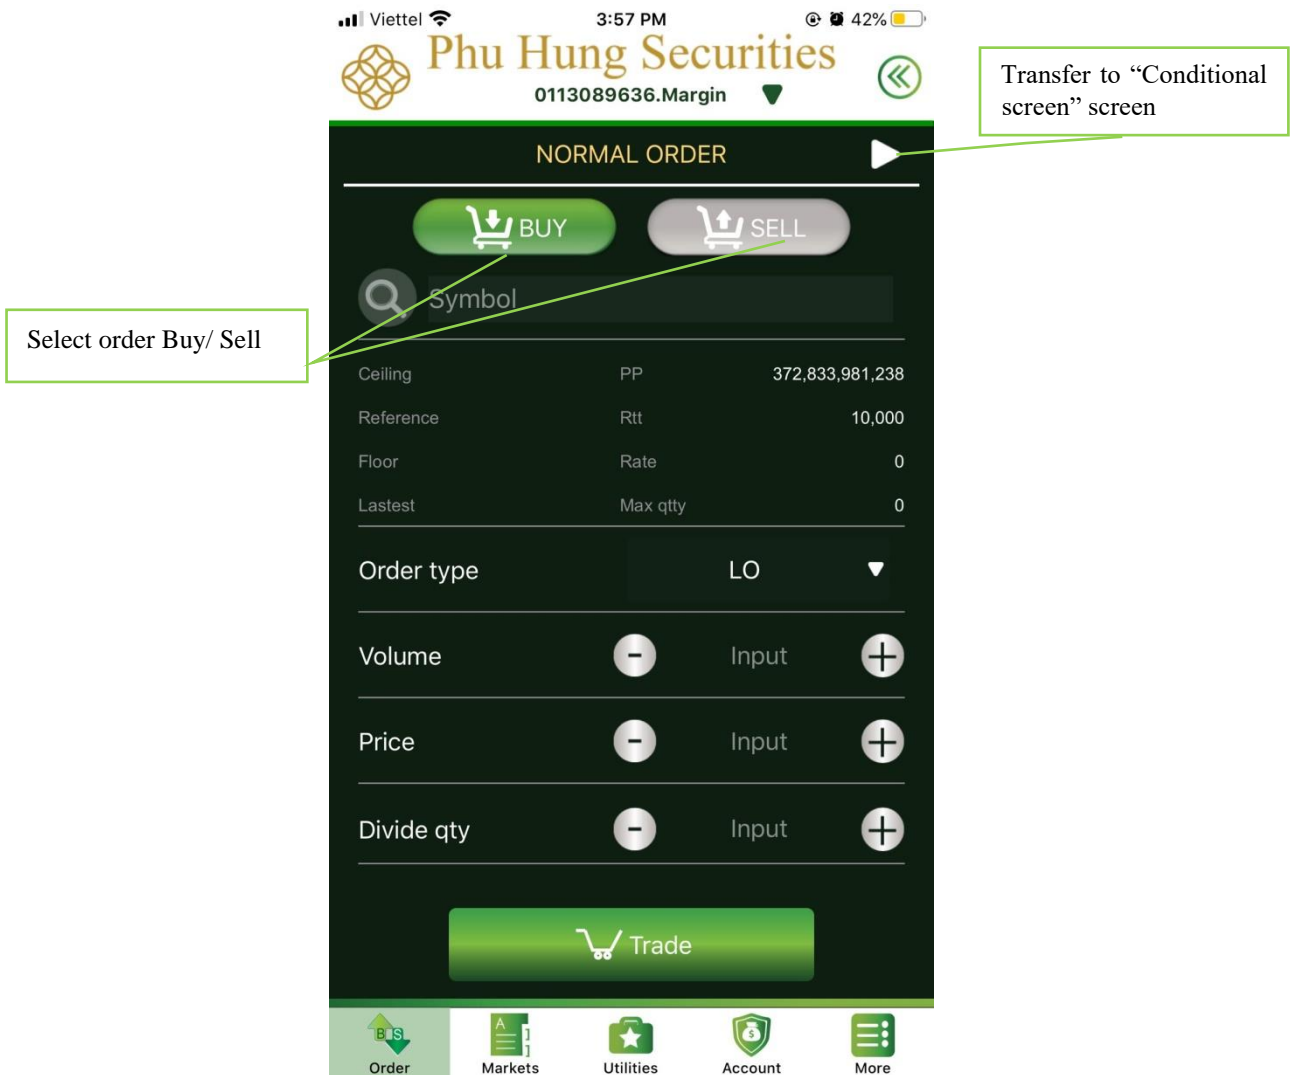 Viettel 3:57 PM 42%
Phu Hung Securities
0113089636.Margin
Transfer to “Conditional
screen” screen
NORMAL ORDER
BUY SELL
Symbol
Select order Buy/ Sell
Ceiling PP 372,833,981,238
Reference Rtt 10,000
Floor Rate 0
Lastest Max qtty 0
Order type LO
Volume - Input +
Price - Input +
Divide qty - Input +
Trade
Order Markets Utilities Account More